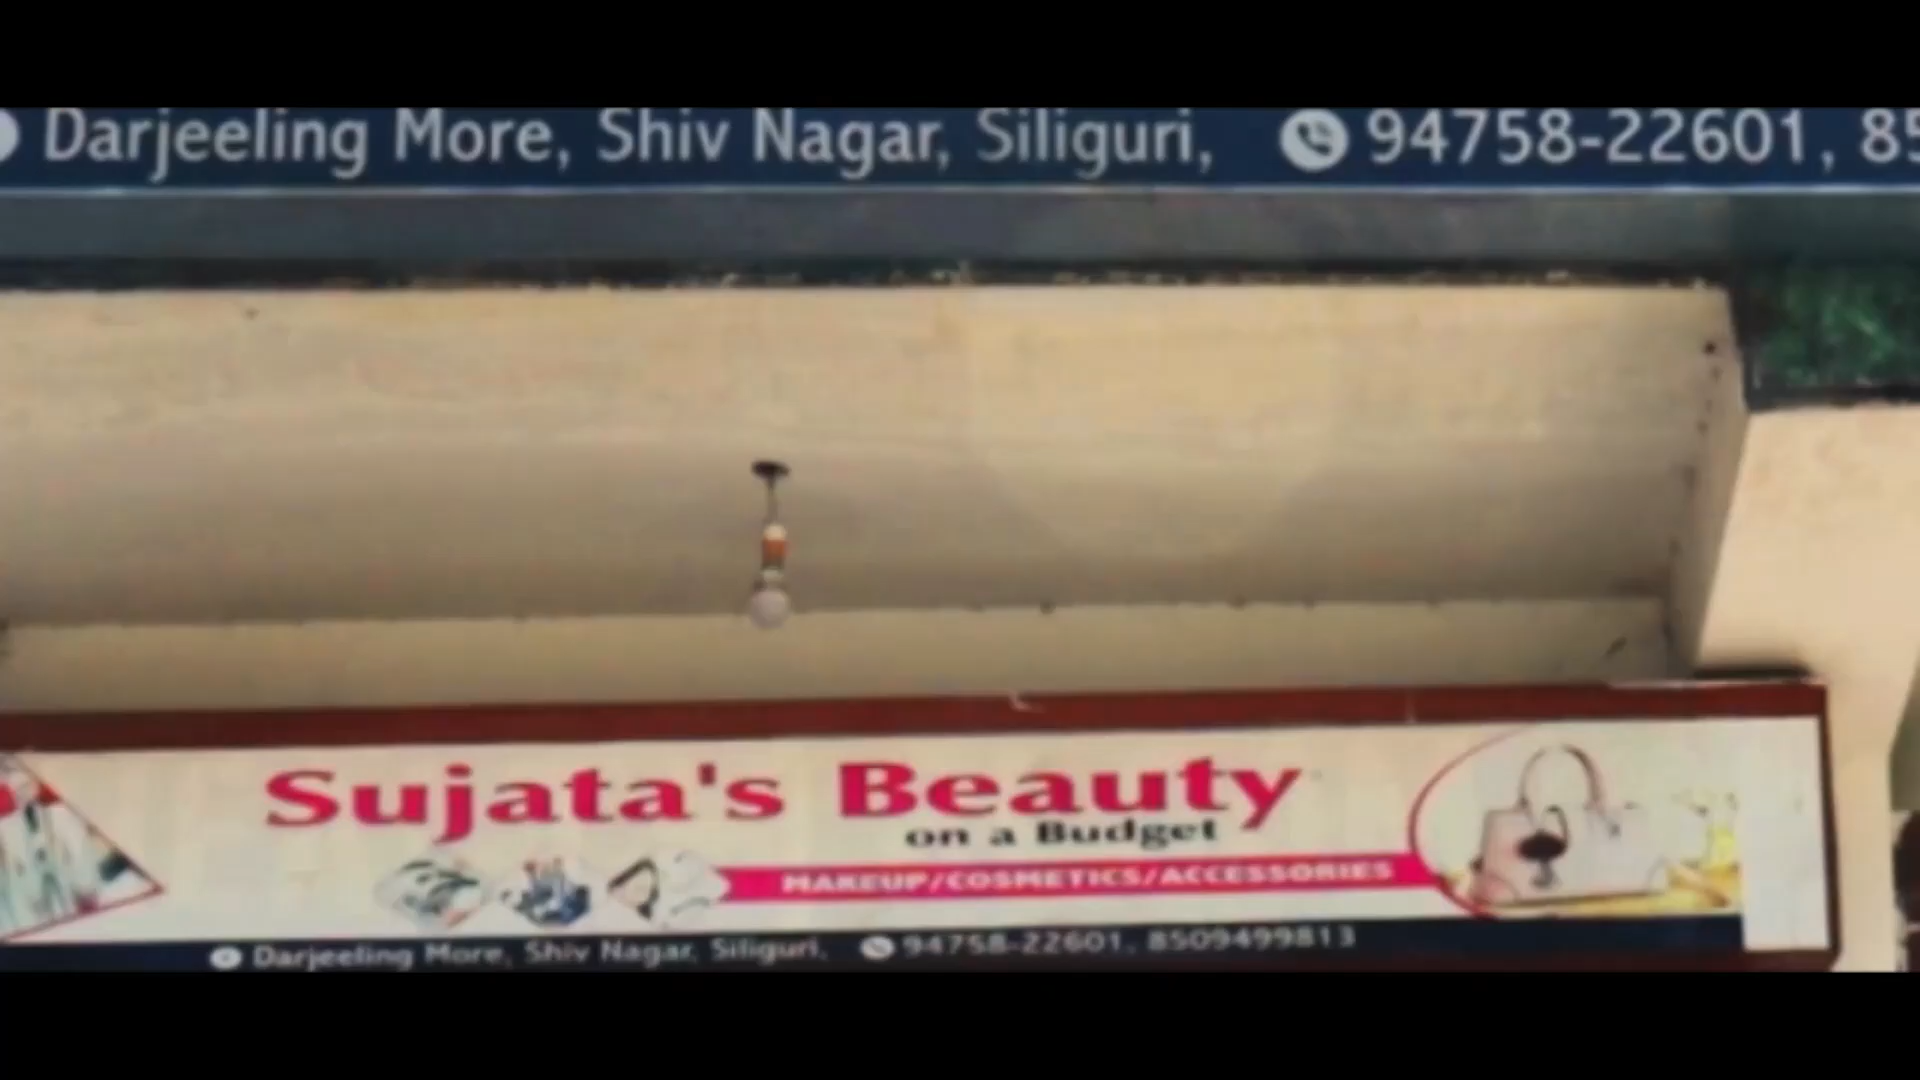 Darjeeling More, Shiv Nagar, Siliguri, 94758-22601, 85
Sujata's Beauty
on a Budget
MAKEUP/COSMETICS/ACCESSORIES
Darjeeling More, Shiv Nagar, Siliguri, 94758-22601, 8509499813